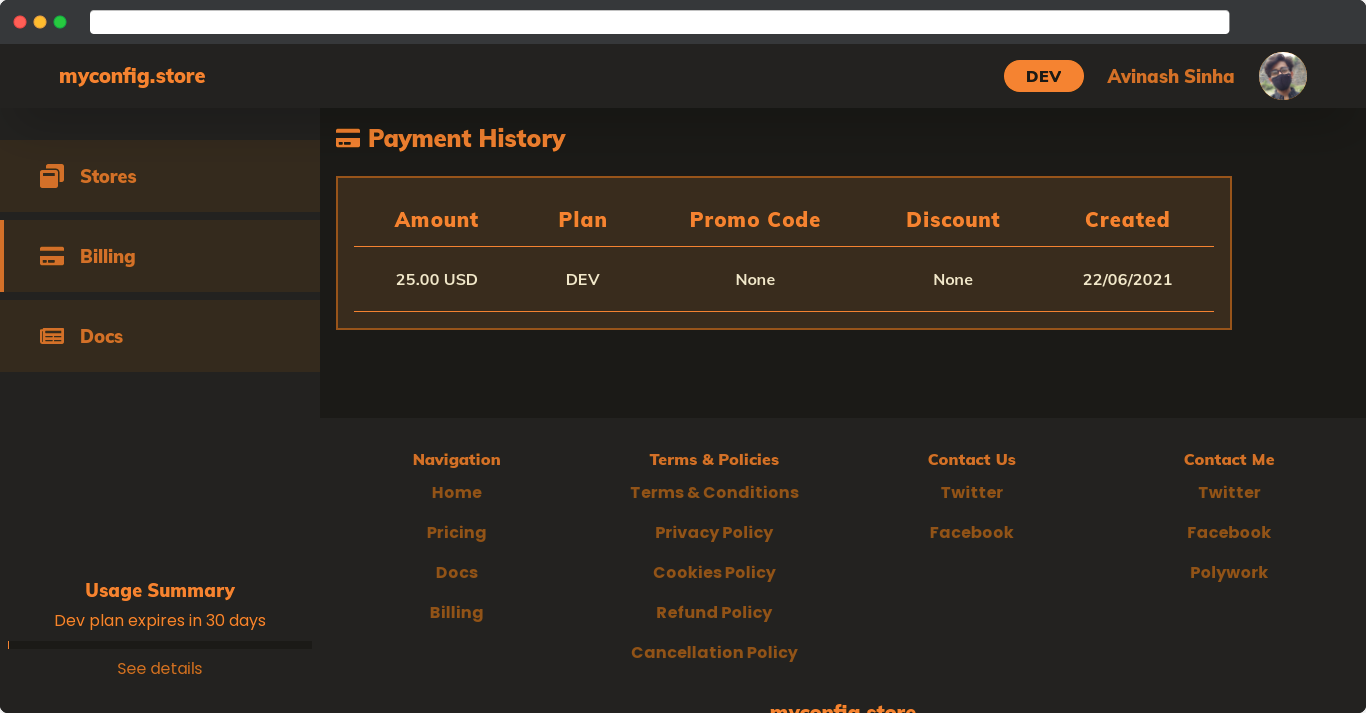 myconfig.store
DEV
Avinash Sinha
Stores
Billing
Docs
Usage Summary
Dev plan expires in 30 days
See details
Payment History
Amount Plan Promo Code Discount Created
25.00 USD DEV None None 22/06/2021
Navigation
Home
Pricing
Docs
Billing
Terms & Policies
Terms & Conditions
Privacy Policy
Cookies Policy
Refund Policy
Cancellation Policy
Contact Us
Twitter
Facebook
Contact Me
Twitter
Facebook
Polywork
myconfig.store